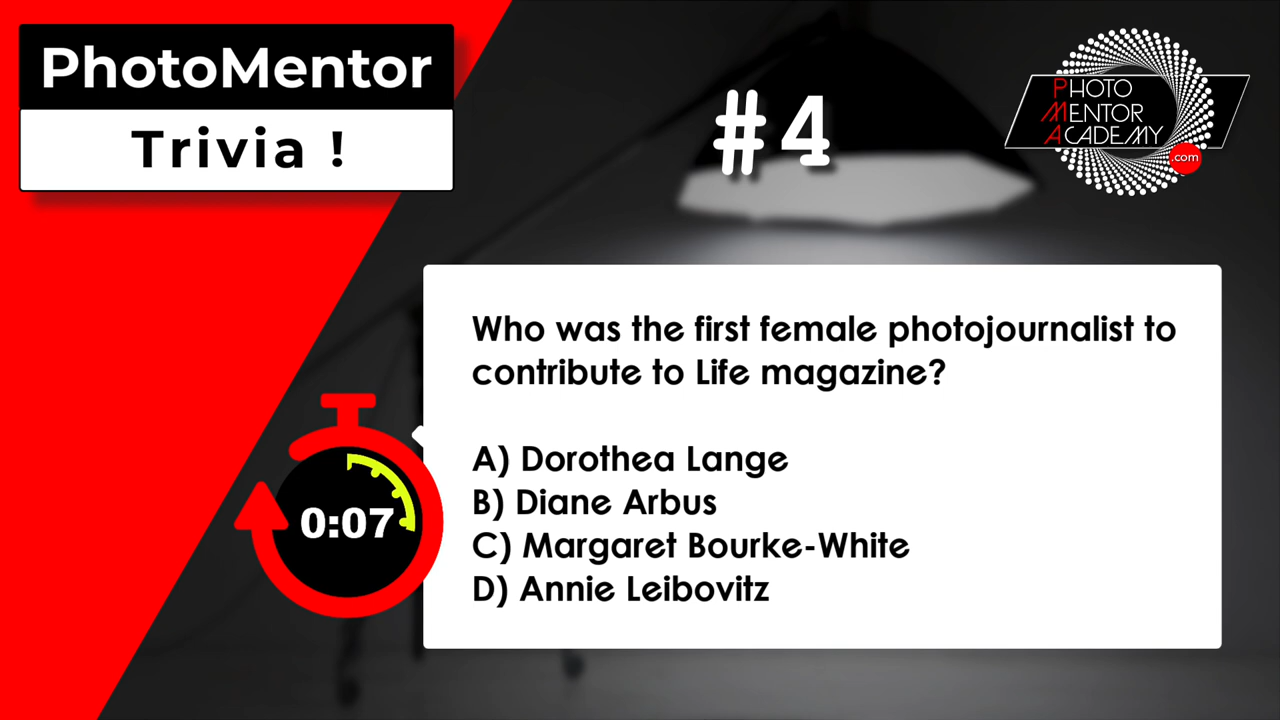 PhotoMentor
Trivia !
#4
PHOTO
MENTOR
ACADEMY
.com
Who was the first female photojournalist to
contribute to Life magazine?
A) Dorothea Lange
B) Diane Arbus
C) Margaret Bourke-White
D) Annie Leibovitz
0:07